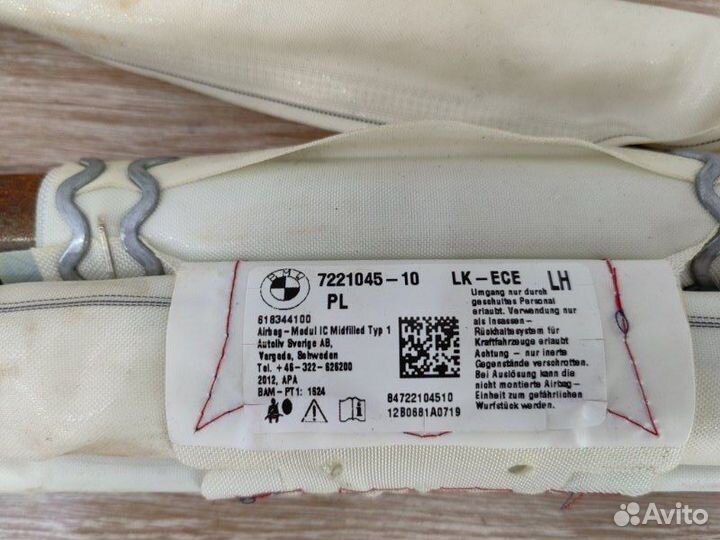 BMW
7221045-10 LK-ECE LH
PL
618344100
Airbag-Modul IC Midfilled Typ 1
Autoliv Sverige AB,
Vargada, Schweden
Tel. +46-322-626200
2012, APA
BAM-PT1: 1624
84722104510
12B0681A0719
Umgang nur durch
geschultes Personal
erlaubt. Verwendung nur
als Insassen-
Rückhaltesystem für
Kraftfahrzeuge erlaubt
Achtung - nur inerte
Gegenstände verschrotten.
Bei Auslösung kann die
nicht montierte Airbag-
Einheit zum gefährlichen
Wurfstück werden.
Avito